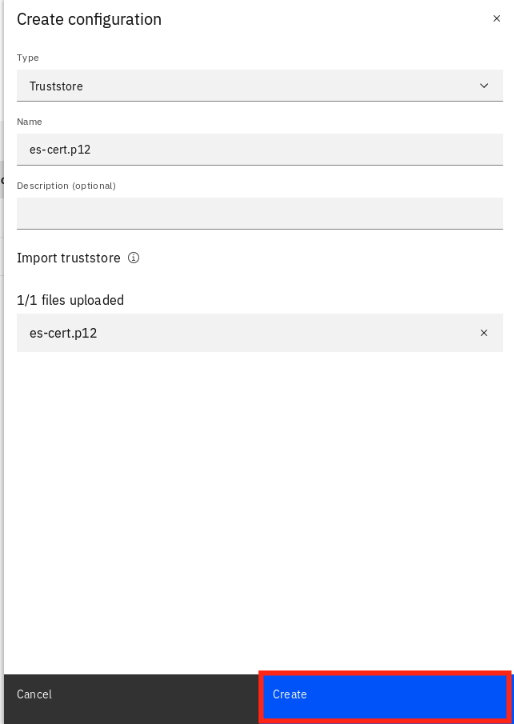 Create configuration
Type
Truststore
Name
es-cert.p12
Description (optional)
Import truststore
1/1 files uploaded
es-cert.p12
Cancel
Create